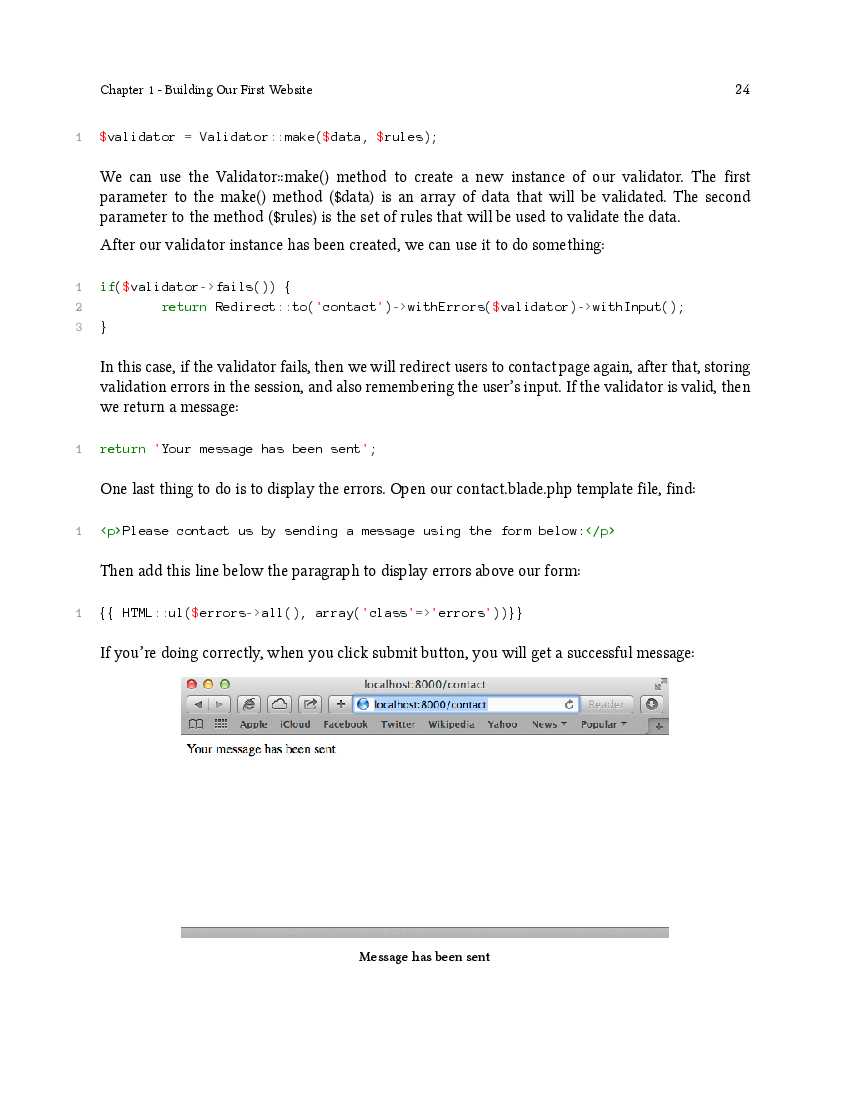 Chapter 1 - Building Our First Website 24
1 $validator = Validator::make($data, $rules);
We can use the Validator::make() method to create a new instance of our validator. The first
parameter to the make() method ($data) is an array of data that will be validated. The second
parameter to the method ($rules) is the set of rules that will be used to validate the data.
After our validator instance has been created, we can use it to do something:
1 if($validator->fails()) {
2 return Redirect::to('contact')->withErrors($validator)->withInput();
3 }
In this case, if the validator fails, then we will redirect users to contact page again, after that, storing
validation errors in the session, and also remembering the user's input. If the validator is valid, then
we return a message:
1 return 'Your message has been sent';
One last thing to do is to display the errors. Open our contact.blade.php template file, find:
1 <p>Please contact us by sending a message using the form below:</p>
Then add this line below the paragraph to display errors above our form:
1 {{ HTML::ul($errors->all(), array('class'=>'errors'))}}
If you're doing correctly, when you click submit button, you will get a successful message:
localhost:8000/contact
localhost:8000/contact Reader
Apple iCloud Facebook Twitter Wikipedia Yahoo News Popular
Your message has been sent
Message has been sent